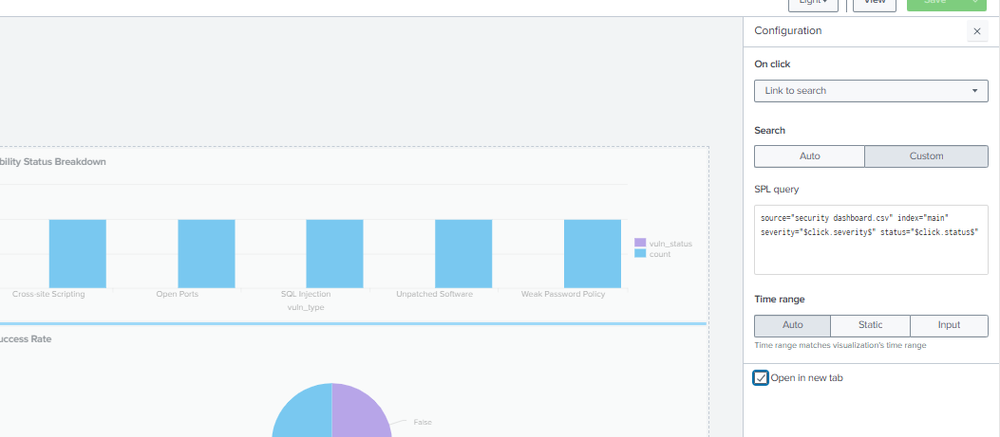 Light
View
Save
Configuration
On click
Link to search
Search
Auto
Custom
SPL query
source="security dashboard.csv" index="main"
severity="$click.severity$" status="$click.status$"
Time range
Auto
Static
Input
Time range matches visualization's time range
Open in new tab
bility Status Breakdown
vuln_status
count
Cross-site Scripting
Open Ports
SQL Injection
Unpatched Software
Weak Password Policy
vuln_type
uccess Rate
False